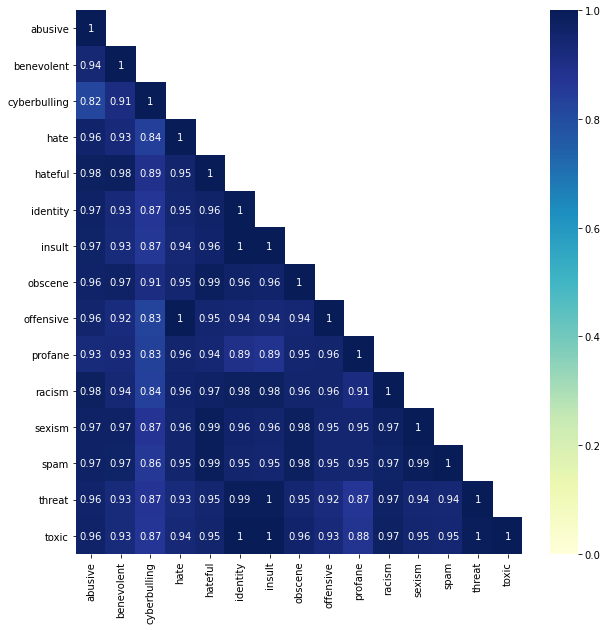 1.0
abusive 1
benevolent 0.94 1
cyberbulling 0.82 0.91 1
0.8
hate 0.96 0.93 0.84 1
hateful 0.98 0.98 0.89 0.95 1
identity 0.97 0.93 0.87 0.95 0.96 1
0.6
insult 0.97 0.93 0.87 0.94 0.96 1 1
obscene 0.96 0.97 0.91 0.95 0.99 0.96 0.96 1
offensive 0.96 0.92 0.83 1 0.95 0.94 0.94 0.94 1
0.4
profane 0.93 0.93 0.83 0.96 0.94 0.89 0.89 0.95 0.96 1
racism 0.98 0.94 0.84 0.96 0.97 0.98 0.98 0.96 0.96 0.91 1
sexism 0.97 0.97 0.87 0.96 0.99 0.96 0.96 0.98 0.95 0.95 0.97 1
0.2
spam 0.97 0.97 0.86 0.95 0.99 0.95 0.95 0.98 0.95 0.95 0.97 0.99 1
threat 0.96 0.93 0.87 0.93 0.95 0.99 1 0.95 0.92 0.87 0.97 0.94 0.94 1
toxic 0.96 0.93 0.87 0.94 0.95 1 1 0.96 0.93 0.88 0.97 0.95 0.95 1 1
0.0
abusive
benevolent
cyberbulling
hate
hateful
identity
insult
obscene
offensive
profane
racism
sexism
spam
threat
toxic